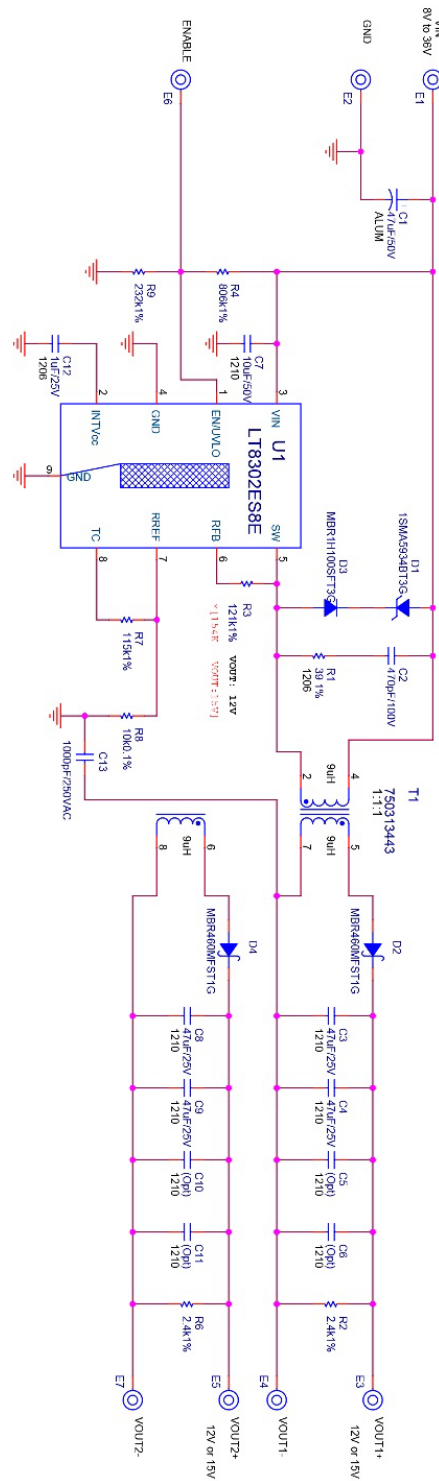 VIN
8V to 36V
E1
GND
E2
ENABLE
E6
C1
47uF/50V
ALUM
R4
806k1%
R9
232k1%
C7
10uF/50V
1210
C12
1uF/25V
1206
3
1
4
2
VIN
EN/UVLO
GND
INTVcc
U1
LT8302ES8E
9
GND
SW
RFB
RREF
TC
5
6
7
8
D1
1SMA5934BT3G
D3
MBR1H100SFT3G
C2
470pF/100V
R1
39 1%
1206
R3
121k1%
VOUT: 12V
VOUT:15V]
R7
115k1%
R8
10k0.1%
C13
1000pF/250VAC
T1
750313443
1:1:1
4
9uH
2
5
9uH
7
6
9uH
8
D2
MBR460MFST1G
D4
MBR460MFST1G
C3
47uF/25V
1210
C4
47uF/25V
1210
C5
(Opt)
1210
C6
(Opt)
1210
R2
2.4k1%
C8
47uF/25V
1210
C9
47uF/25V
1210
C10
(Opt)
1210
C11
(Opt)
1210
R6
2.4k1%
E3
VOUT1+
12V or 15V
E4
VOUT1-
E5
VOUT2+
12V or 15V
E7
VOUT2-